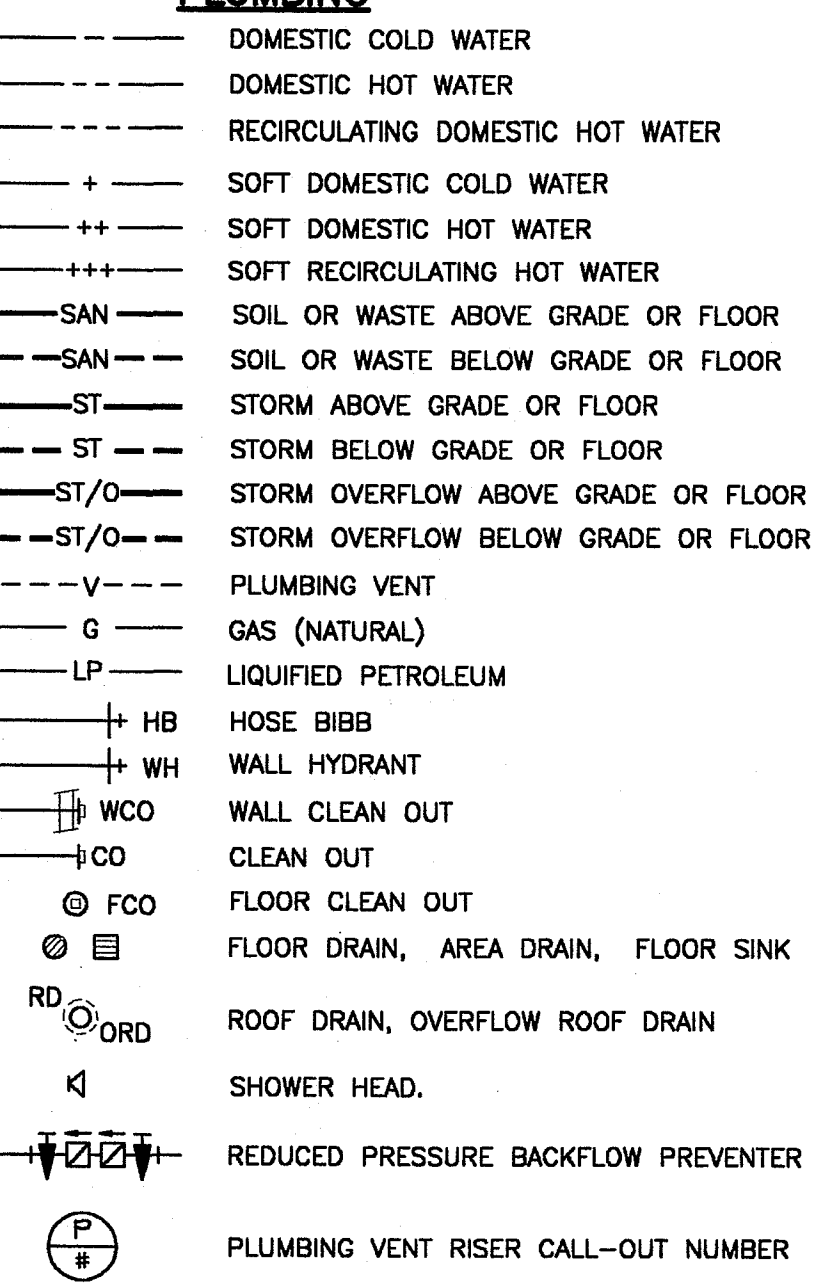 PLUMBING
DOMESTIC COLD WATER
DOMESTIC HOT WATER
RECIRCULATING DOMESTIC HOT WATER
+ SOFT DOMESTIC COLD WATER
++ SOFT DOMESTIC HOT WATER
+++ SOFT RECIRCULATING HOT WATER
SAN SOIL OR WASTE ABOVE GRADE OR FLOOR
SAN SOIL OR WASTE BELOW GRADE OR FLOOR
ST STORM ABOVE GRADE OR FLOOR
ST STORM BELOW GRADE OR FLOOR
ST/O STORM OVERFLOW ABOVE GRADE OR FLOOR
ST/O STORM OVERFLOW BELOW GRADE OR FLOOR
V PLUMBING VENT
G GAS (NATURAL)
LP LIQUIFIED PETROLEUM
HB HOSE BIBB
WH WALL HYDRANT
WCO WALL CLEAN OUT
CO CLEAN OUT
FCO FLOOR CLEAN OUT
FLOOR DRAIN, AREA DRAIN, FLOOR SINK
RD ORD ROOF DRAIN, OVERFLOW ROOF DRAIN
SHOWER HEAD.
REDUCED PRESSURE BACKFLOW PREVENTER
P # PLUMBING VENT RISER CALL-OUT NUMBER